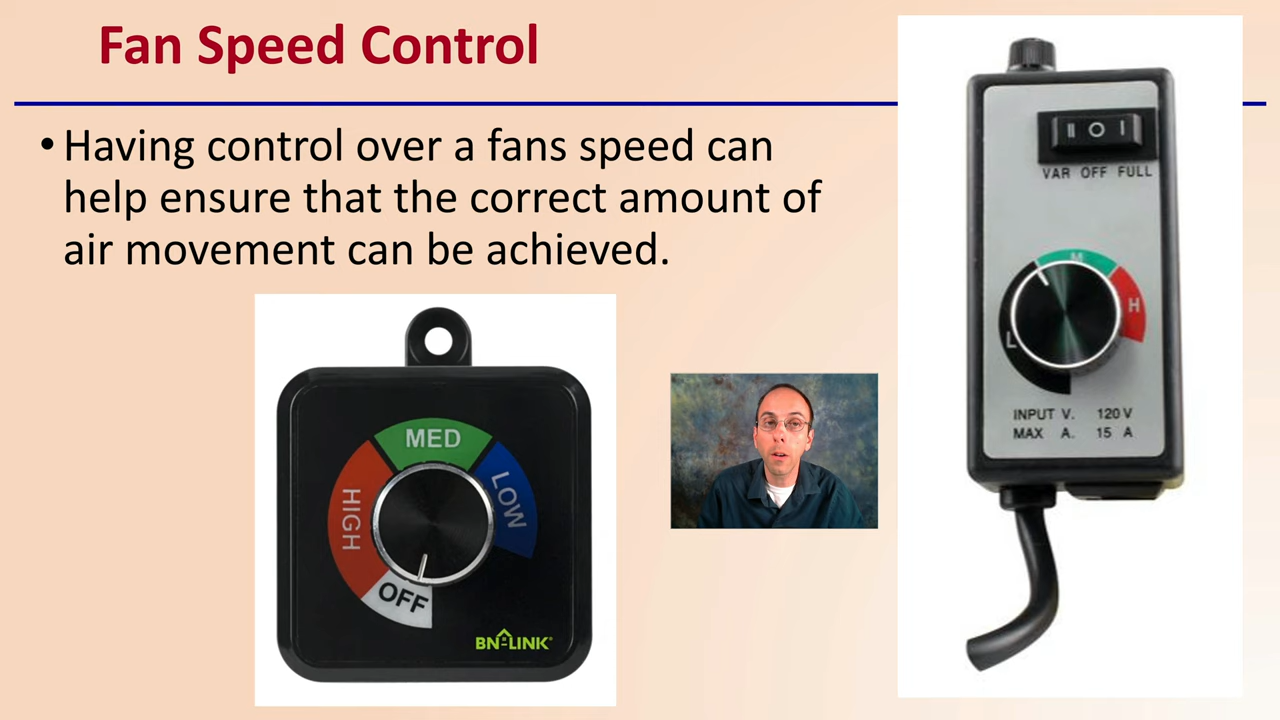 Fan Speed Control
• Having control over a fans speed can
help ensure that the correct amount of
air movement can be achieved.
MED
LOW
HIGH
OFF
BN-LINK®
II O I
VAR OFF FULL
M
H
L
INPUT V. 120 V
MAX A. 15 A